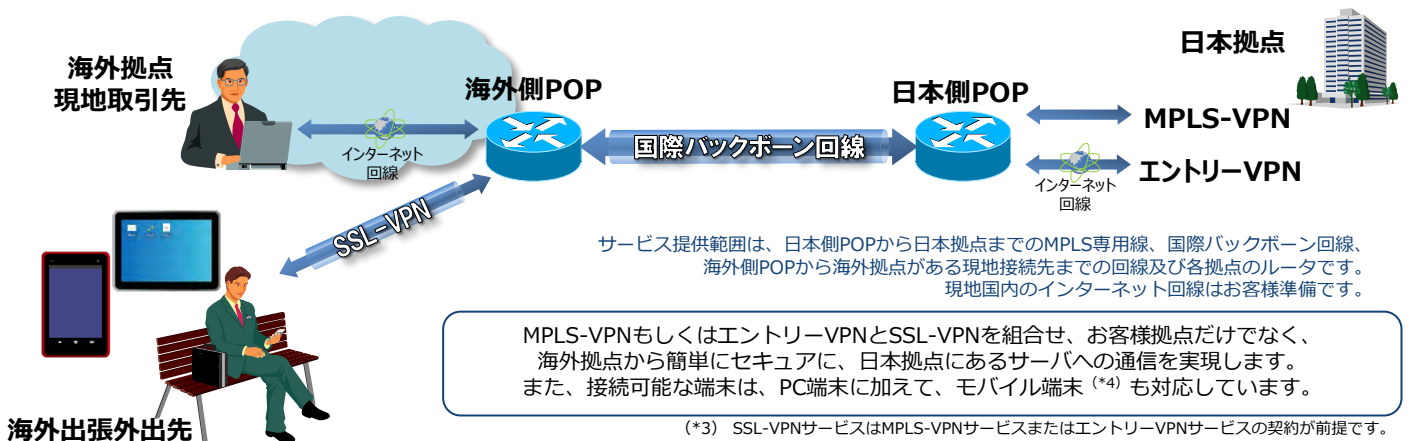 日本拠点
海外拠点
現地取引先
海外側POP
日本側POP
MPLS-VPN
国際バックボーン回線
インターネット
回線
エントリーVPN
インターネット
回線
SSL-VPN
サービス提供範囲は、日本側POPから日本拠点までのMPLS専用線、国際バックボーン回線、
海外側POPから海外拠点がある現地接続先までの回線及び各拠点のルータです。
現地国内のインターネット回線はお客様準備です。
MPLS-VPNもしくはエントリーVPNとSSL-VPNを組合せ、お客様拠点だけでなく、
海外拠点から簡単にセキュアに、日本拠点にあるサーバへの通信を実現します。
また、接続可能な端末は、PC端末に加えて、モバイル端末(*4)も対応しています。
海外出張外出先
(*3) SSL-VPNサービスはMPLS-VPNサービスまたはエントリーVPNサービスの契約が前提です。